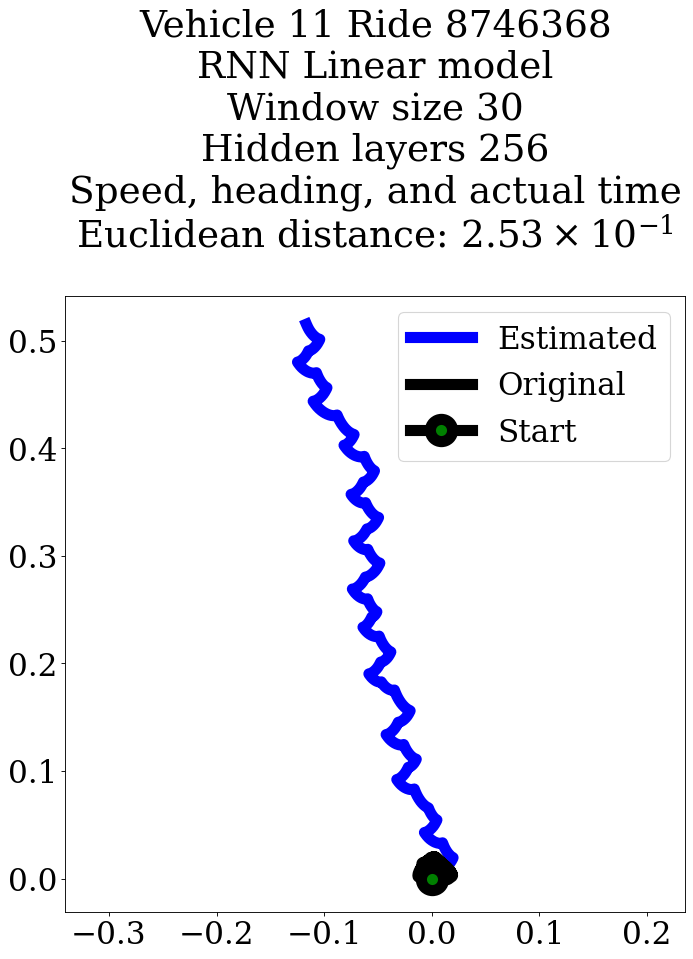 Vehicle 11 Ride 8746368
RNN Linear model
Window size 30
Hidden layers 256
Speed, heading, and actual time
Euclidean distance: 2.53 × 10⁻¹
Estimated
Original
Start
0.5
0.4
0.3
0.2
0.1
0.0
−0.3 −0.2 −0.1 0.0 0.1 0.2